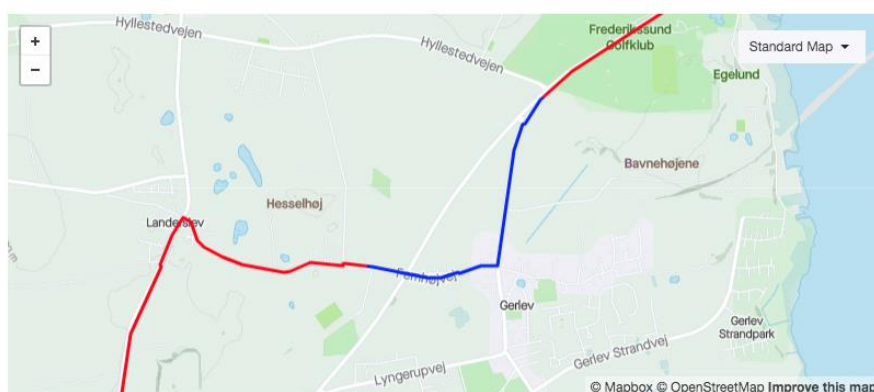 Hyllestedvejen
Frederikssund
Golfklub
+
−
Hyllestedvejen
Standard Map
Egelund
Bavnehøjene
Hesselhøj
Landerslev
Gerlev
Gerlev
Strandpark
Gerlev Strandvej
Lyngerupvej
© Mapbox © OpenStreetMap Improve this map